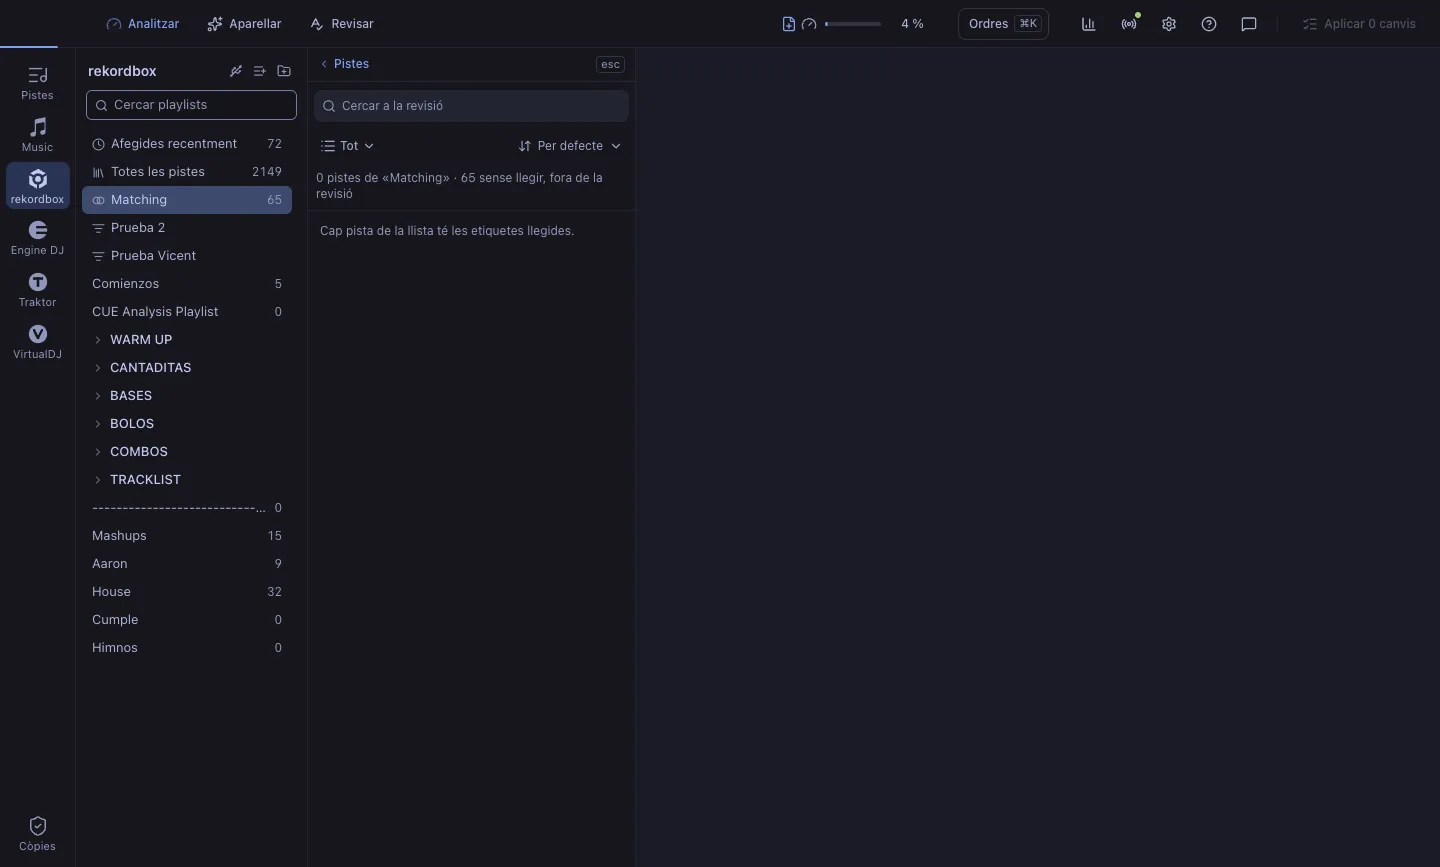 Analitzar
Aparellar
Revisar
4 %
Ordres ⌘K
Aplicar 0 canvis
Pistes
Music
rekordbox
Engine DJ
Traktor
VirtualDJ
Còpies
rekordbox
Cercar playlists
Afegides recentment 72
Totes les pistes 2149
Matching 65
Prueba 2
Prueba Vicent
Comienzos 5
CUE Analysis Playlist 0
WARM UP
CANTADITAS
BASES
BOLOS
COMBOS
TRACKLIST
---------------------------... 0
Mashups 15
Aaron 9
House 32
Cumple 0
Himnos 0
Pistes esc
Cercar a la revisió
Tot Per defecte
0 pistes de «Matching» · 65 sense llegir, fora de la
revisió
Cap pista de la llista té les etiquetes llegides.